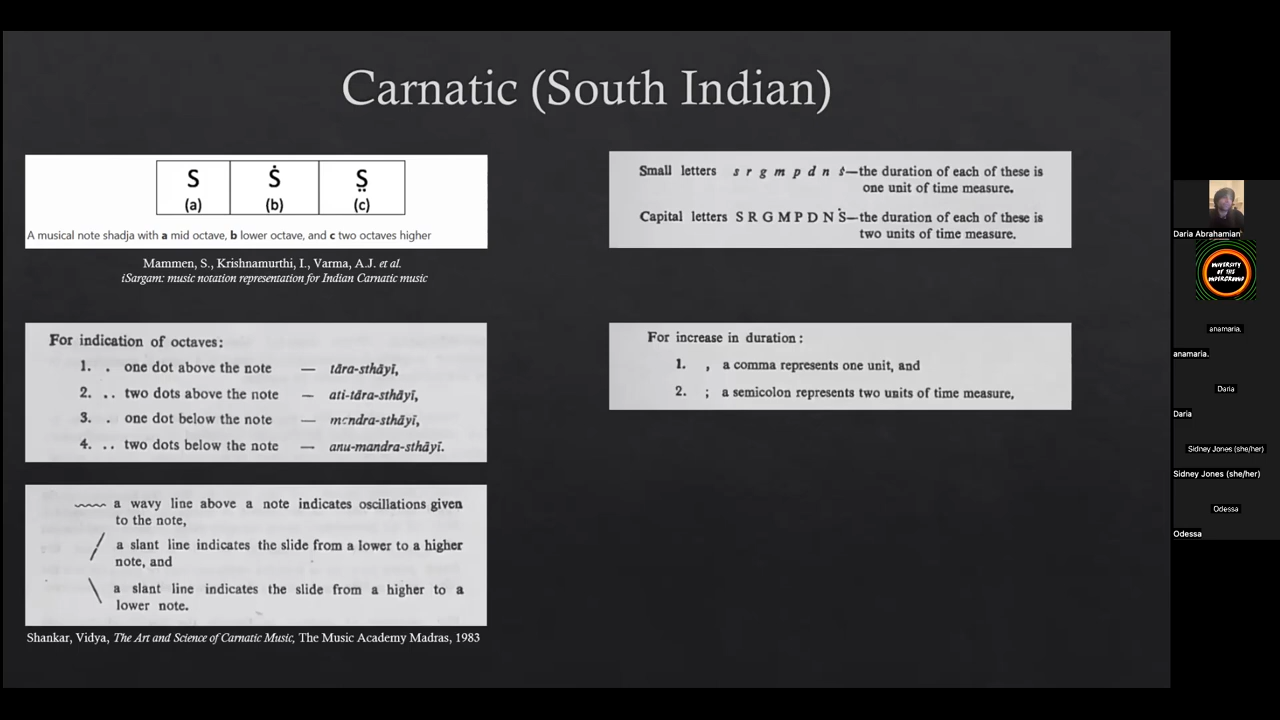 Carnatic (South Indian)
S Ṡ S̤
(a) (b) (c)
A musical note shadja with a mid octave, b lower octave, and c two octaves higher
Mammen, S., Krishnamurthi, I., Varma, A.J. et al.
iSargam: music notation representation for Indian Carnatic music
For indication of octaves:
1. . one dot above the note — tāra-sthāyī,
2. .. two dots above the note — ati-tāra-sthāyī,
3. . one dot below the note — mandra-sthāyī,
4. .. two dots below the note — anu-mandra-sthāyī.
a wavy line above a note indicates oscillations given
to the note,
/ a slant line indicates the slide from a lower to a higher
note, and
\ a slant line indicates the slide from a higher to a
lower note.
Shankar, Vidya, The Art and Science of Carnatic Music, The Music Academy Madras, 1983
Small letters s r g m p d n ṡ—the duration of each of these is
one unit of time measure.
Capital letters S R G M P D N Ṡ—the duration of each of these is
two units of time measure.
For increase in duration:
1. , a comma represents one unit, and
2. ; a semicolon represents two units of time measure.
Daria Abrahamian
UNIVERSITY
OF THE
UNDERGROUND
anamaria.
anamaria.
Daria
Daria
Sidney Jones (she/her)
Sidney Jones (she/her)
Odessa
Odessa